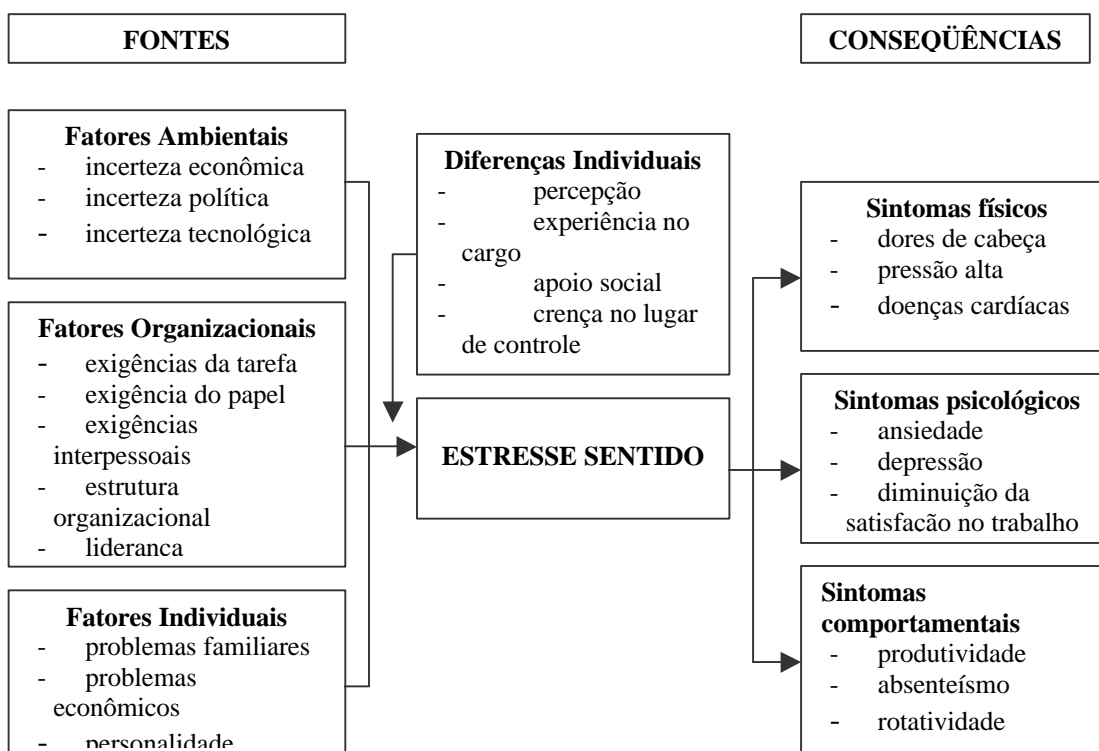 FONTES
CONSEQÜÊNCIAS
Fatores Ambientais
- incerteza econômica
- incerteza política
- incerteza tecnológica
Fatores Organizacionais
- exigências da tarefa
- exigência do papel
- exigências
interpessoais
- estrutura
organizacional
- lideranca
Fatores Individuais
- problemas familiares
- problemas
econômicos
- personalidade
Diferenças Individuais
- percepção
- experiência no
cargo
- apoio social
- crença no lugar
de controle
ESTRESSE SENTIDO
Sintomas físicos
- dores de cabeça
- pressão alta
- doenças cardíacas
Sintomas psicológicos
- ansiedade
- depressão
- diminuição da
satisfacão no trabalho
Sintomas
comportamentais
- produtividade
- absenteísmo
- rotatividade